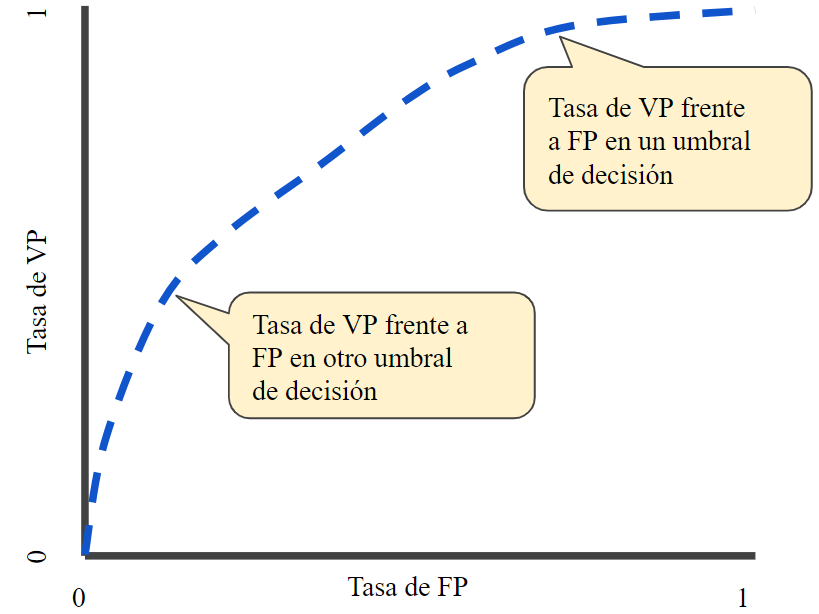 1
Tasa de VP frente
a FP en un umbral
de decisión
Tasa de VP
Tasa de VP frente a
FP en otro umbral
de decisión
0
0
Tasa de FP
1